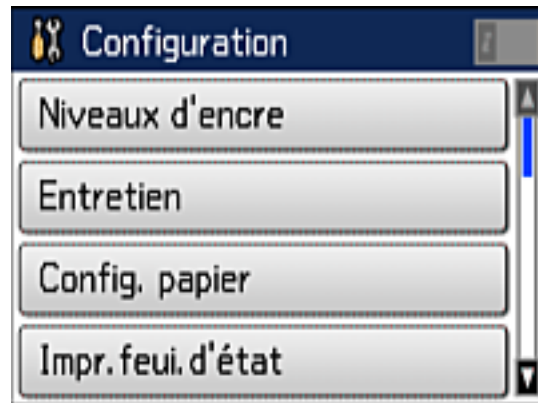 Configuration
Niveaux d'encre
Entretien
Config. papier
Impr.feui.d'état